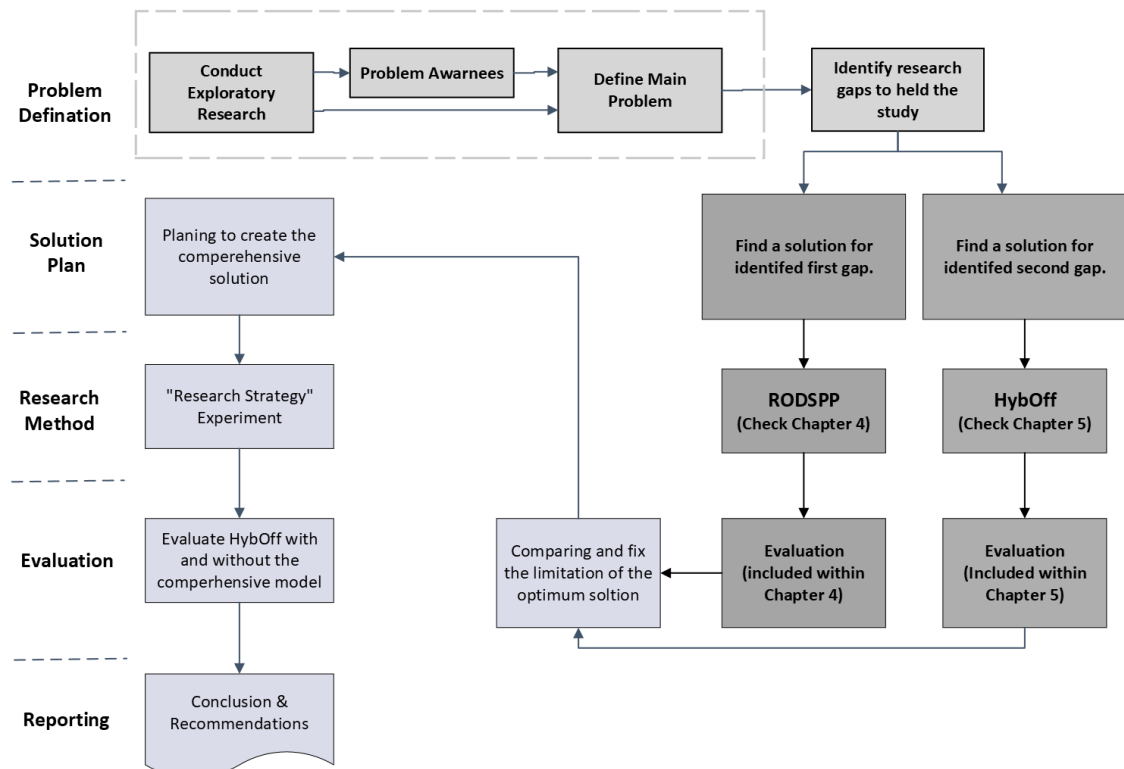 Problem
Defination
Conduct
Exploratory
Research
Problem Awarnees
Define Main
Problem
Identify research
gaps to held the
study
Solution
Plan
Planing to create the
comperehensive
solution
Find a solution for
identifed first gap.
Find a solution for
identifed second gap.
Research
Method
"Research Strategy"
Experiment
RODSPP
(Check Chapter 4)
HybOff
(Check Chapter 5)
Evaluation
Evaluate HybOff with
and without the
comperhensive model
Comparing and fix
the limitation of the
optimum soltion
Evaluation
(included within
Chapter 4)
Evaluation
(Included within
Chapter 5)
Reporting
Conclusion &
Recommendations